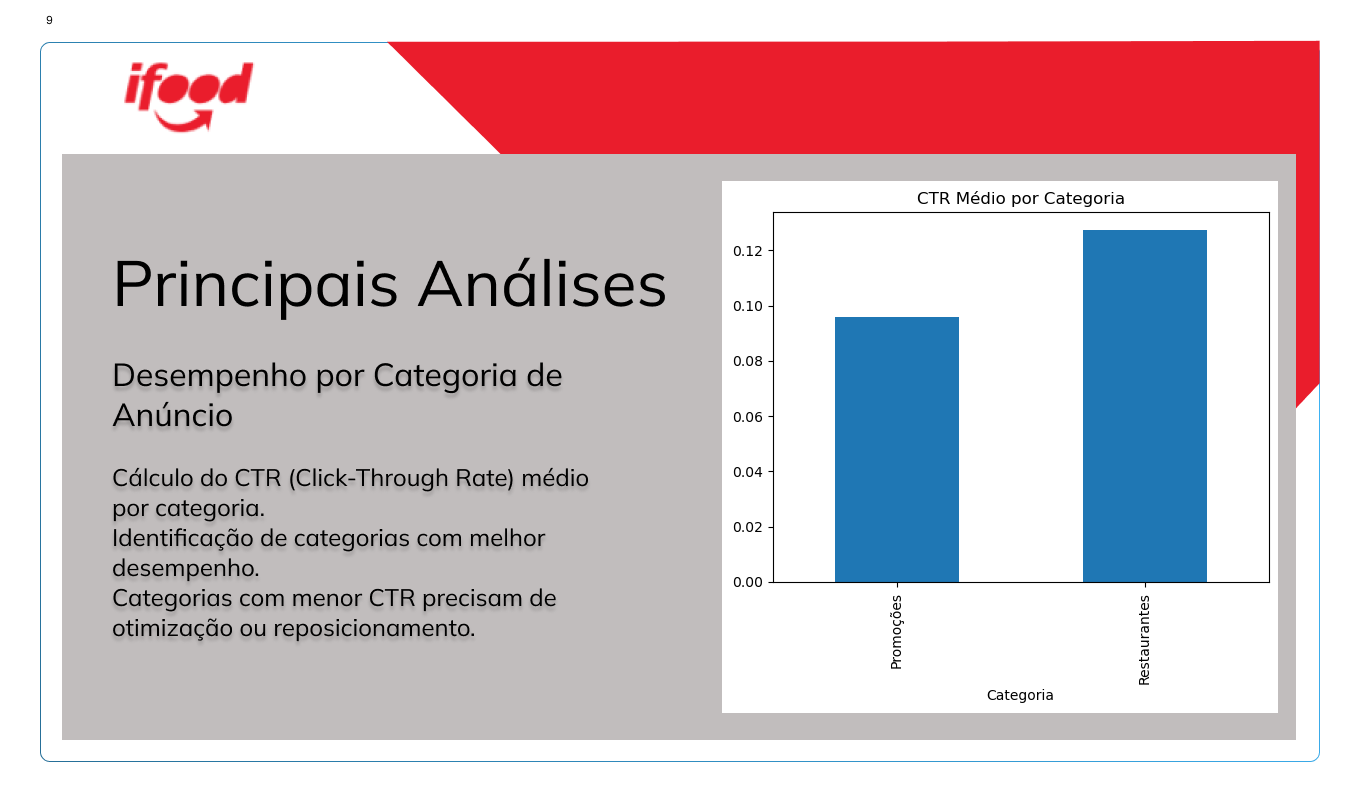 9
ifood
Principais Análises
Desempenho por Categoria de
Anúncio
Cálculo do CTR (Click-Through Rate) médio
por categoria.
Identificação de categorias com melhor
desempenho.
Categorias com menor CTR precisam de
otimização ou reposicionamento.
CTR Médio por Categoria
0.12
0.10
0.08
0.06
0.04
0.02
0.00
Promoções
Restaurantes
Categoria